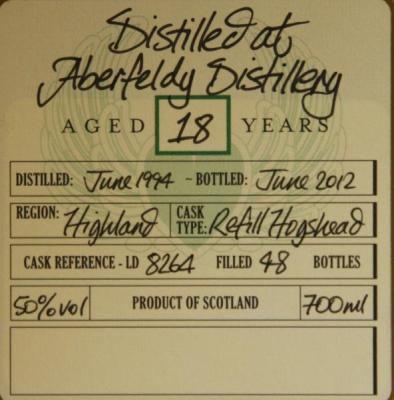 Distilled at
Aberfeldy Distillery
AGED 18 YEARS
DISTILLED: June 1994 ~ BOTTLED: June 2012
REGION: Highland CASK TYPE: Refill Hogshead
CASK REFERENCE - LD 8264 FILLED 48 BOTTLES
50%vol PRODUCT OF SCOTLAND 700ml